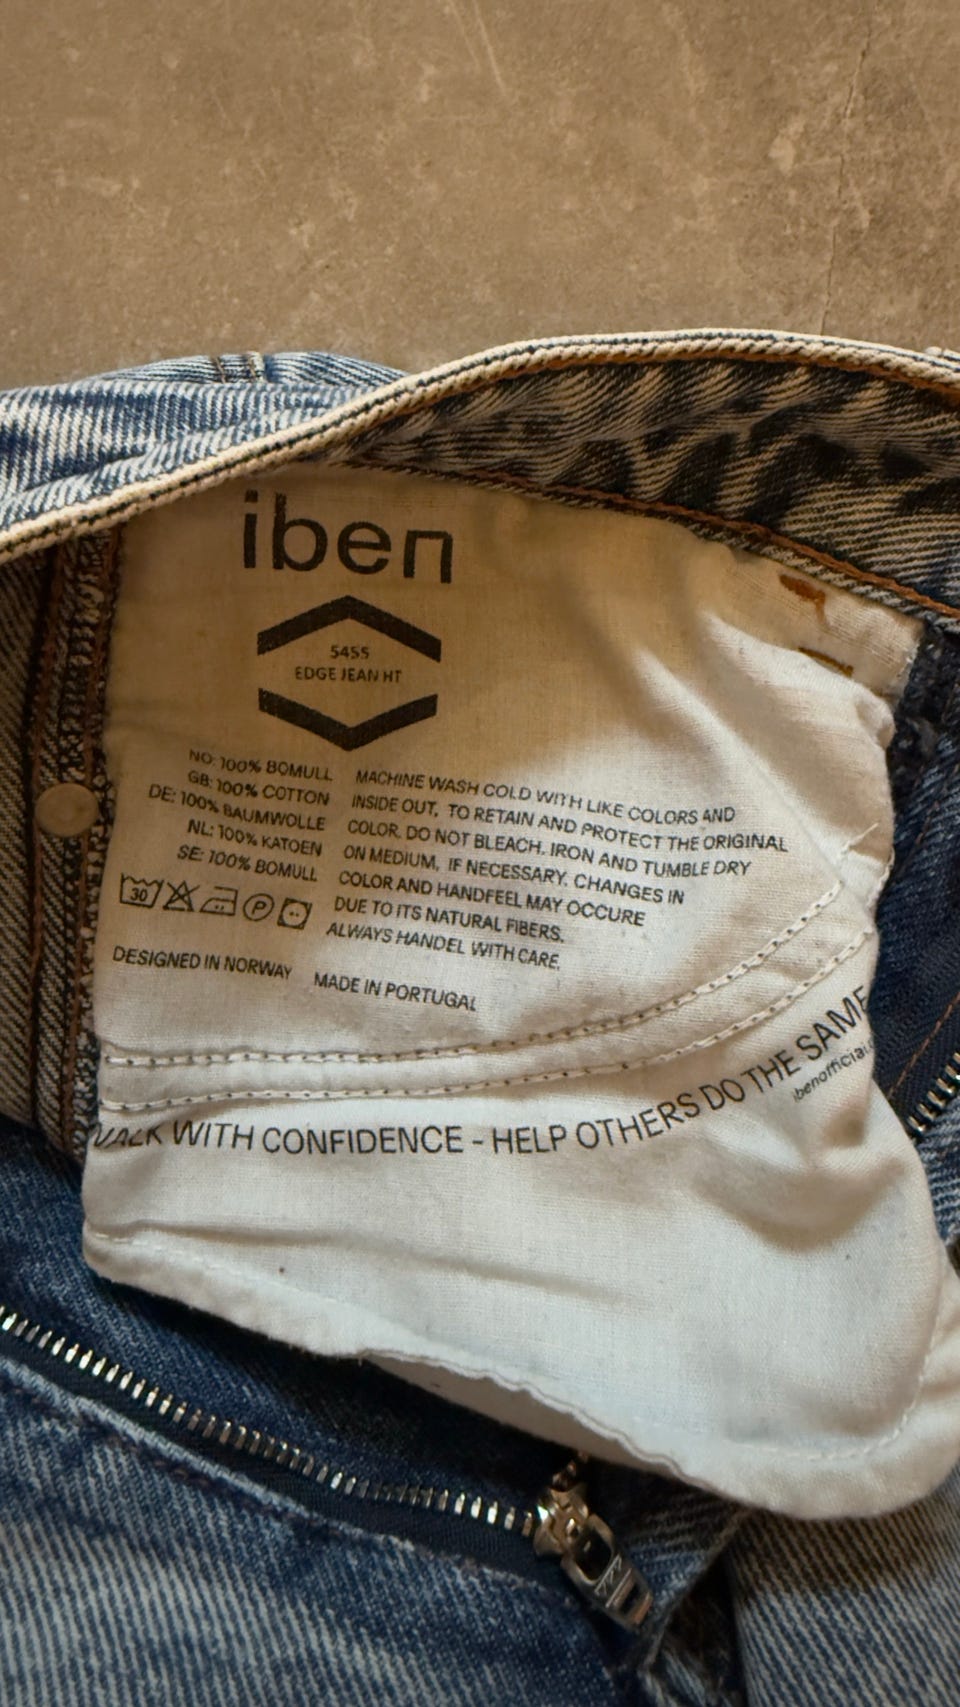 iben
5455
EDGE JEAN HT
NO: 100% BOMULL
GB: 100% COTTON
DE: 100% BAUMWOLLE
NL: 100% KATOEN
SE: 100% BOMULL
30
P
MACHINE WASH COLD WITH LIKE COLORS AND
INSIDE OUT, TO RETAIN AND PROTECT THE ORIGINAL
COLOR. DO NOT BLEACH. IRON AND TUMBLE DRY
ON MEDIUM, IF NECESSARY. CHANGES IN
COLOR AND HANDFEEL MAY OCCURE
DUE TO ITS NATURAL FIBERS.
ALWAYS HANDEL WITH CARE.
DESIGNED IN NORWAY MADE IN PORTUGAL
WALK WITH CONFIDENCE - HELP OTHERS DO THE SAME